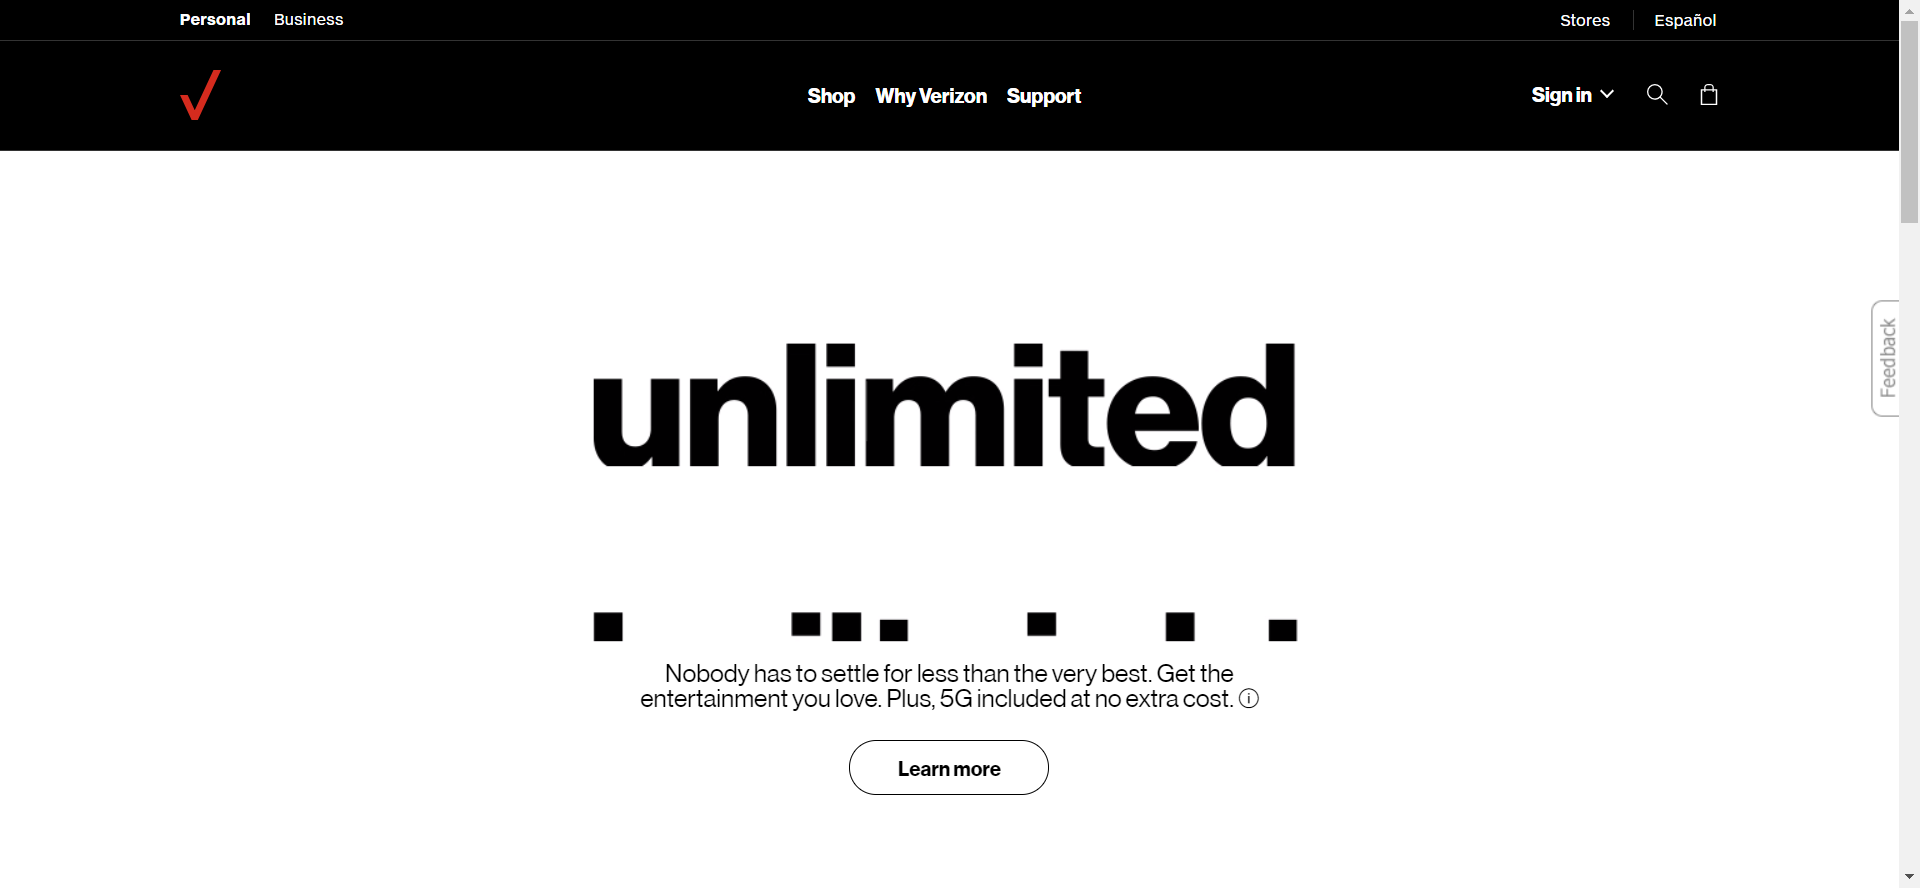 Personal Business
Stores Español
Shop Why Verizon Support
Sign in
Feedback
unlimited
Nobody has to settle for less than the very best. Get the
entertainment you love. Plus, 5G included at no extra cost. ⓘ
Learn more